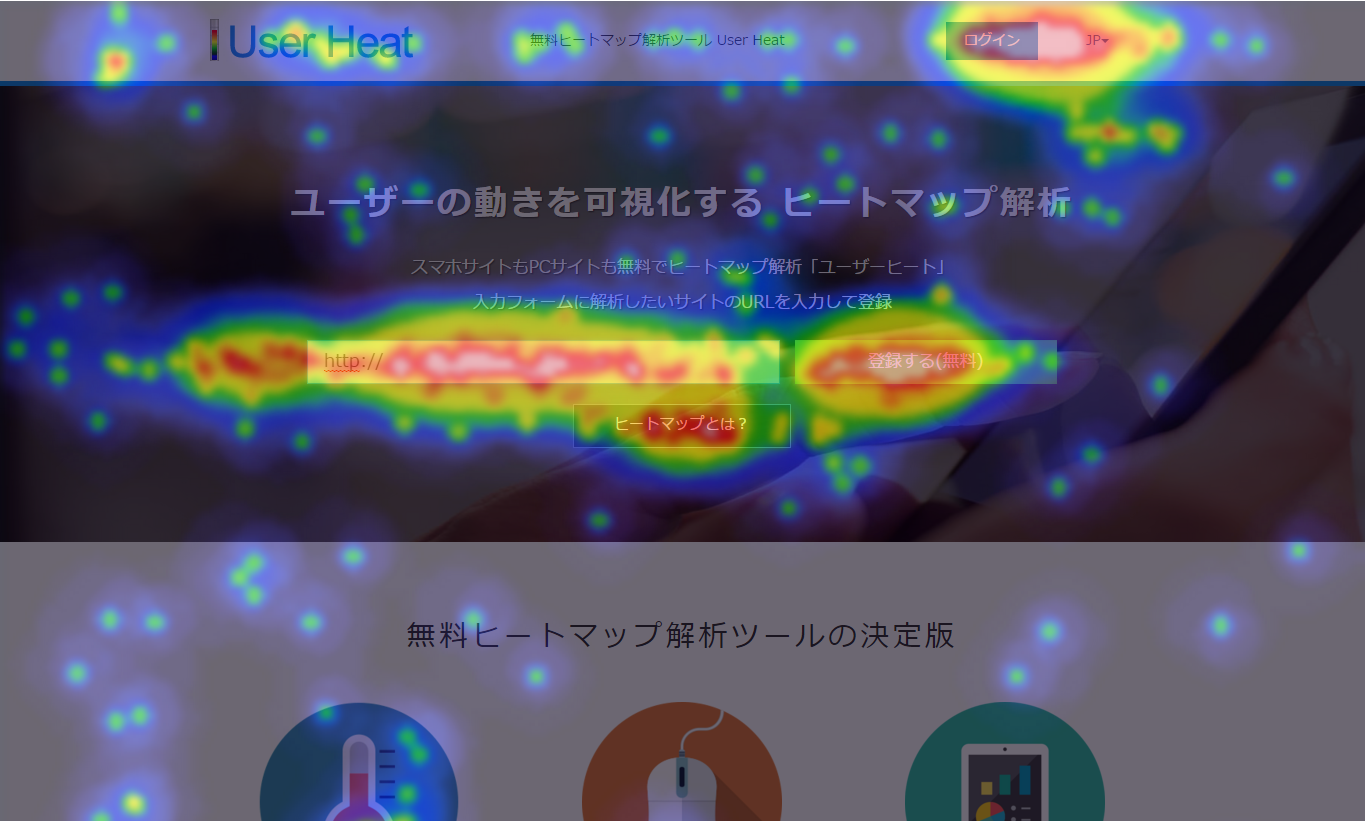 User Heat
無料ヒートマップ解析ツール User Heat
ログイン
JP
ユーザーの動きを可視化する ヒートマップ解析
スマホサイトもPCサイトも無料でヒートマップ解析「ユーザーヒート」
入力フォームに解析したいサイトのURLを入力して登録
http://
登録する(無料)
ヒートマップとは？
無料ヒートマップ解析ツールの決定版